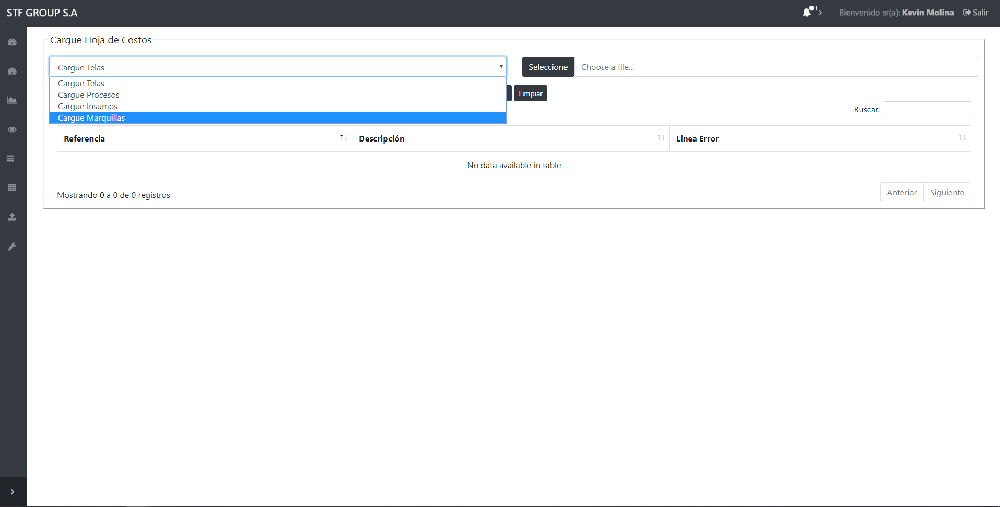 STF GROUP S.A
1
Bienvenido sr(a): Kevin Molina
Salir
Cargue Hoja de Costos
Cargue Telas
Seleccione
Choose a file...
Cargue Telas
Cargue Procesos
Cargue Insumos
Cargue Marquillas
Limpiar
Buscar:
Referencia
Descripción
Linea Error
No data available in table
Mostrando 0 a 0 de 0 registros
Anterior
Siguiente